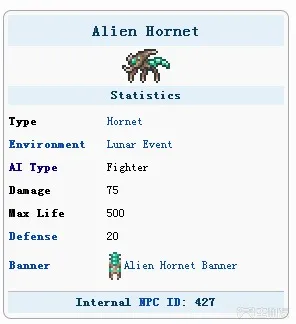 Alien Hornet
Statistics
Type Hornet
Environment Lunar Event
AI Type Fighter
Damage 75
Max Life 500
Defense 20
Banner Alien Hornet Banner
Internal NPC ID: 427